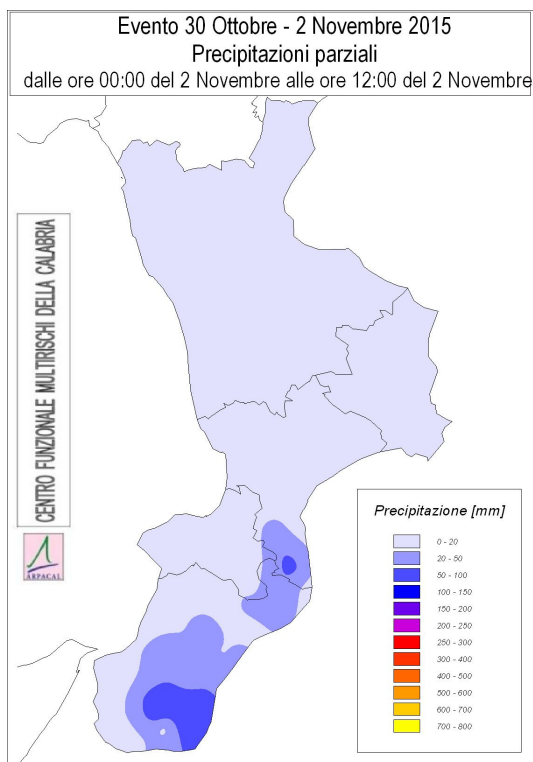 Evento 30 Ottobre - 2 Novembre 2015
Precipitazioni parziali
dalle ore 00:00 del 2 Novembre alle ore 12:00 del 2 Novembre
CENTRO FUNZIONALE MULTIRISCHI DELLA CALABRIA
ARPACAL
Precipitazione [mm]
0 - 20
20 - 50
50 - 100
100 - 150
150 - 200
200 - 250
250 - 300
300 - 400
400 - 500
500 - 600
600 - 700
700 - 800